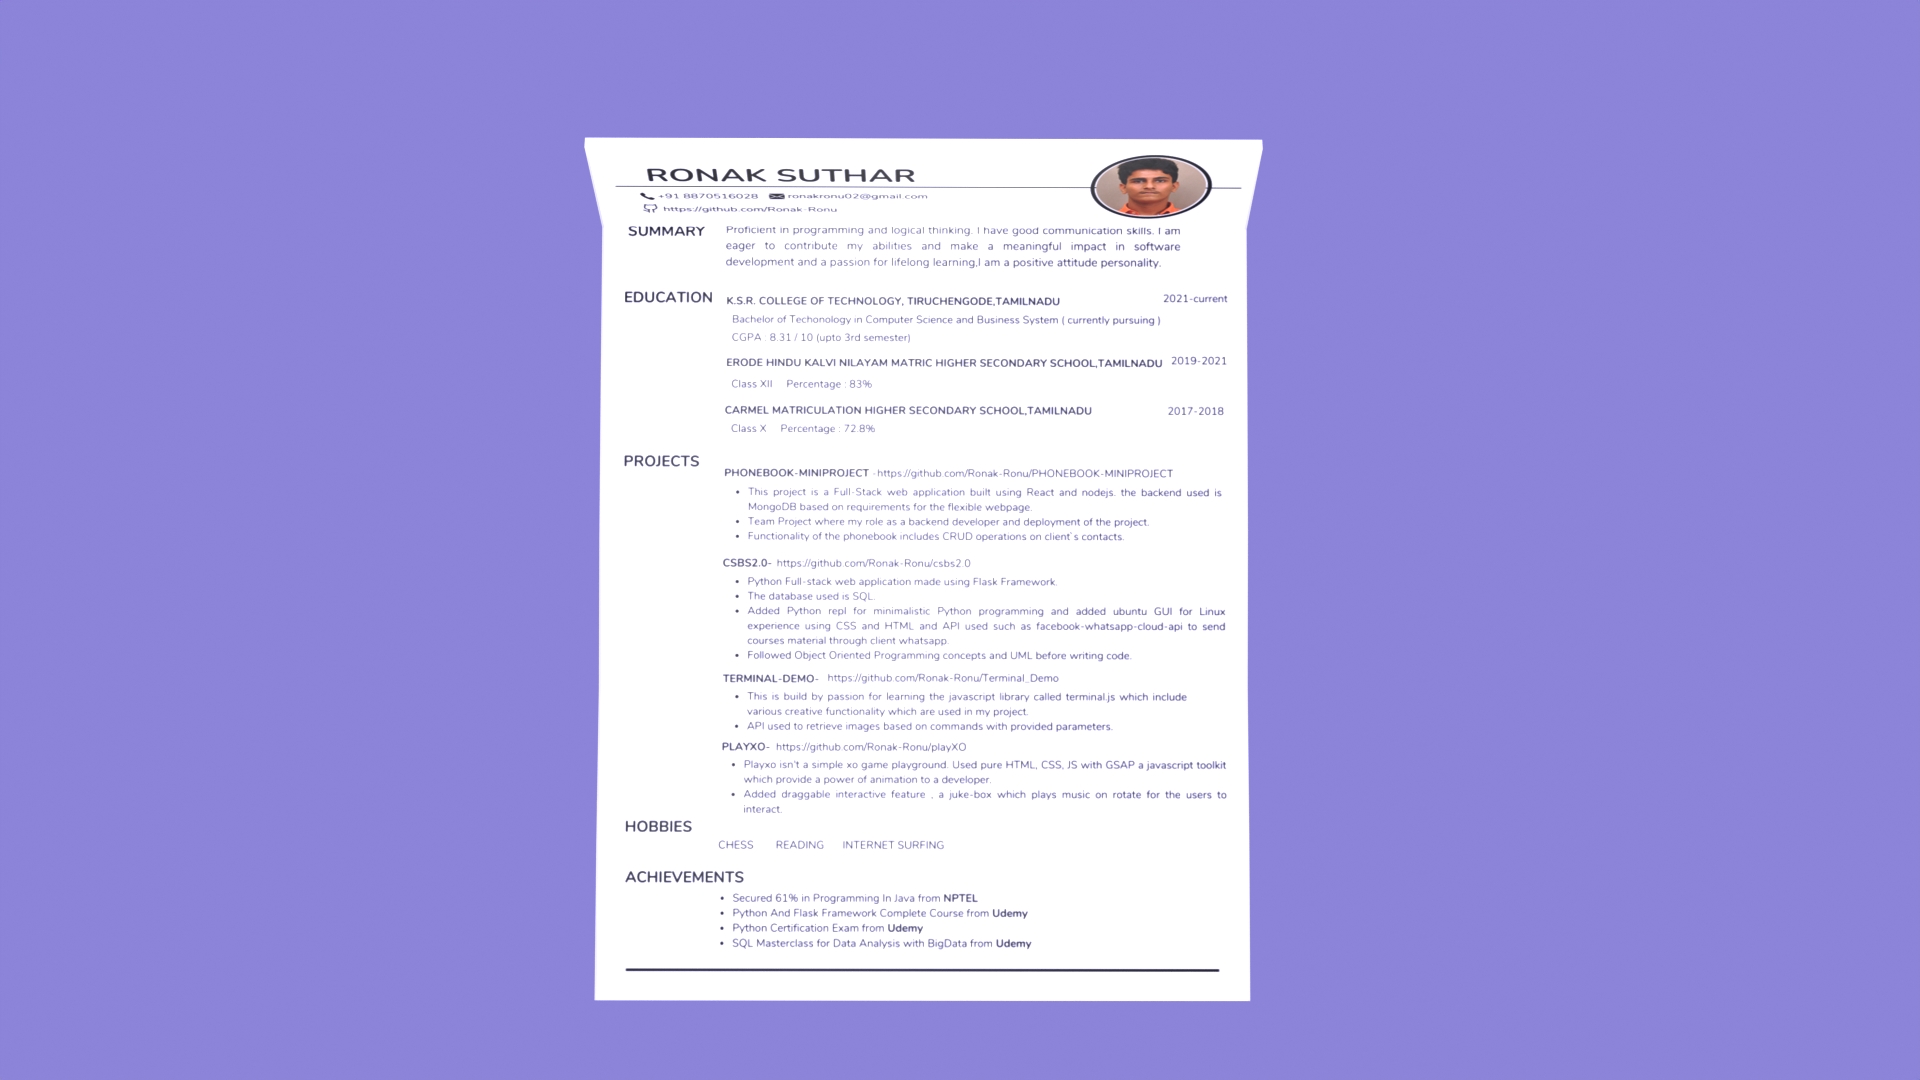 RONAK SUTHAR
+91 8870516028 ronakronu02@gmail.com
https://github.com/Ronak-Ronu
SUMMARY
Proficient in programming and logical thinking. I have good communication skills. I am
eager to contribute my abilities and make a meaningful impact in software
development and a passion for lifelong learning,I am a positive attitude personality.
EDUCATION
K.S.R. COLLEGE OF TECHNOLOGY, TIRUCHENGODE,TAMILNADU 2021-current
Bachelor of Techonology in Computer Science and Business System ( currently pursuing )
CGPA . 8.31 / 10 (upto 3rd semester)
ERODE HINDU KALVI NILAYAM MATRIC HIGHER SECONDARY SCHOOL,TAMILNADU 2019-2021
Class XII Percentage : 83%
CARMEL MATRICULATION HIGHER SECONDARY SCHOOL,TAMILNADU 2017-2018
Class X Percentage : 72.8%
PROJECTS
PHONEBOOK-MINIPROJECT - https://github.com/Ronak-Ronu/PHONEBOOK-MINIPROJECT
• This project is a Full-Stack web application built using React and nodejs. the backend used is
MongoDB based on requirements for the flexible webpage.
• Team Project where my role as a backend developer and deployment of the project.
• Functionality of the phonebook includes CRUD operations on client's contacts.
CSBS2.0- https://github.com/Ronak-Ronu/csbs2.0
• Python Full-stack web application made using Flask Framework.
• The database used is SQL.
• Added Python repl for minimalistic Python programming and added ubuntu GUI for Linux
experience using CSS and HTML and API used such as facebook-whatsapp-cloud-api to send
courses material through client whatsapp.
• Followed Object Oriented Programming concepts and UML before writing code.
TERMINAL-DEMO- https://github.com/Ronak-Ronu/Terminal_Demo
• This is build by passion for learning the javascript library called terminal.js which include
various creative functionality which are used in my project.
• API used to retrieve images based on commands with provided parameters.
PLAYXO- https://github.com/Ronak-Ronu/playXO
• Playxo isn't a simple xo game playground. Used pure HTML, CSS, JS with GSAP a javascript toolkit
which provide a power of animation to a developer.
• Added draggable interactive feature , a juke-box which plays music on rotate for the users to
interact.
HOBBIES
CHESS READING INTERNET SURFING
ACHIEVEMENTS
• Secured 61% in Programming In Java from NPTEL
• Python And Flask Framework Complete Course from Udemy
• Python Certification Exam from Udemy
• SQL Masterclass for Data Analysis with BigData from Udemy